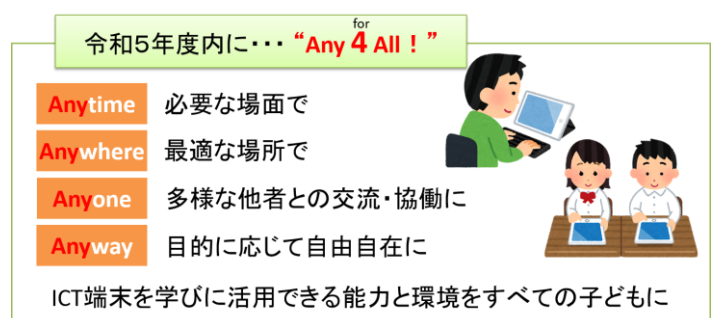 for
令和5年度内に・・・ “Any 4 All！”
Anytime 必要な場面で
Anywhere 最適な場所で
Anyone 多様な他者との交流・協働に
Anyway 目的に応じて自由自在に
ICT端末を学びに活用できる能力と環境をすべての子どもに